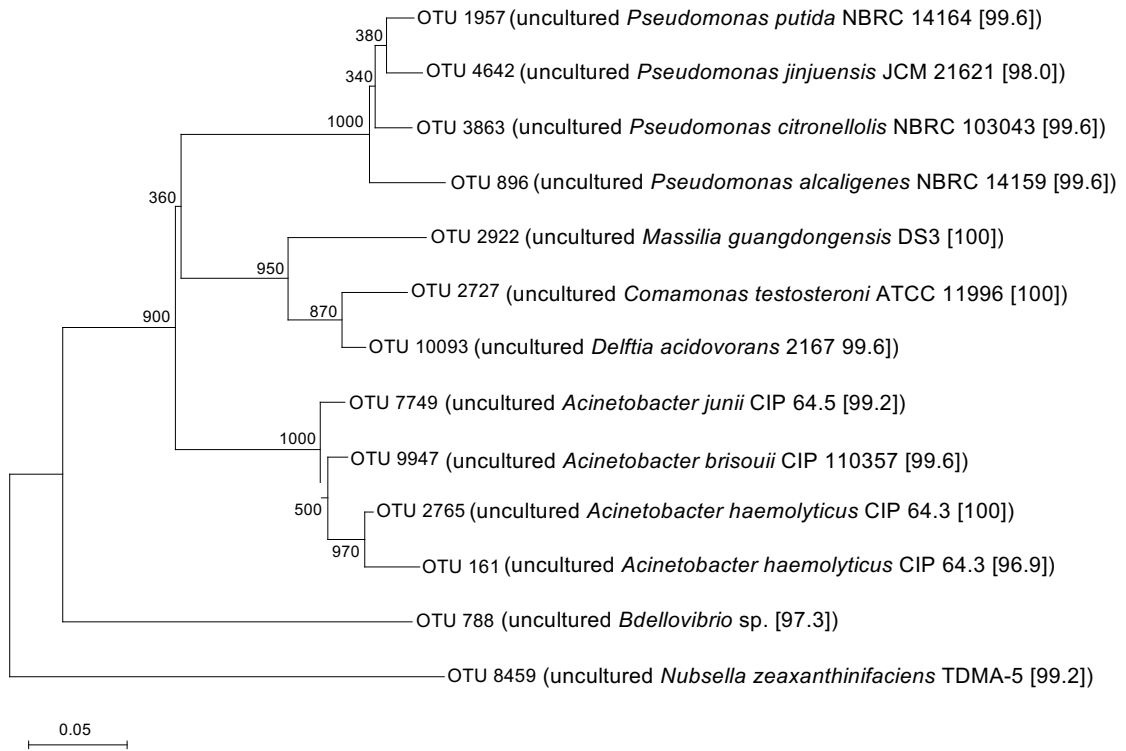 OTU 1957 (uncultured Pseudomonas putida NBRC 14164 [99.6])
380
OTU 4642 (uncultured Pseudomonas jinjuensis JCM 21621 [98.0])
340
1000
OTU 3863 (uncultured Pseudomonas citronellolis NBRC 103043 [99.6])
OTU 896 (uncultured Pseudomonas alcaligenes NBRC 14159 [99.6])
360
OTU 2922 (uncultured Massilia guangdongensis DS3 [100])
950
OTU 2727 (uncultured Comamonas testosteroni ATCC 11996 [100])
900
870
OTU 10093 (uncultured Delftia acidovorans 2167 99.6])
OTU 7749 (uncultured Acinetobacter junii CIP 64.5 [99.2])
1000
OTU 9947 (uncultured Acinetobacter brisouii CIP 110357 [99.6])
500
OTU 2765 (uncultured Acinetobacter haemolyticus CIP 64.3 [100])
970
OTU 161 (uncultured Acinetobacter haemolyticus CIP 64.3 [96.9])
OTU 788 (uncultured Bdellovibrio sp. [97.3])
OTU 8459 (uncultured Nubsella zeaxanthinifaciens TDMA-5 [99.2])
0.05